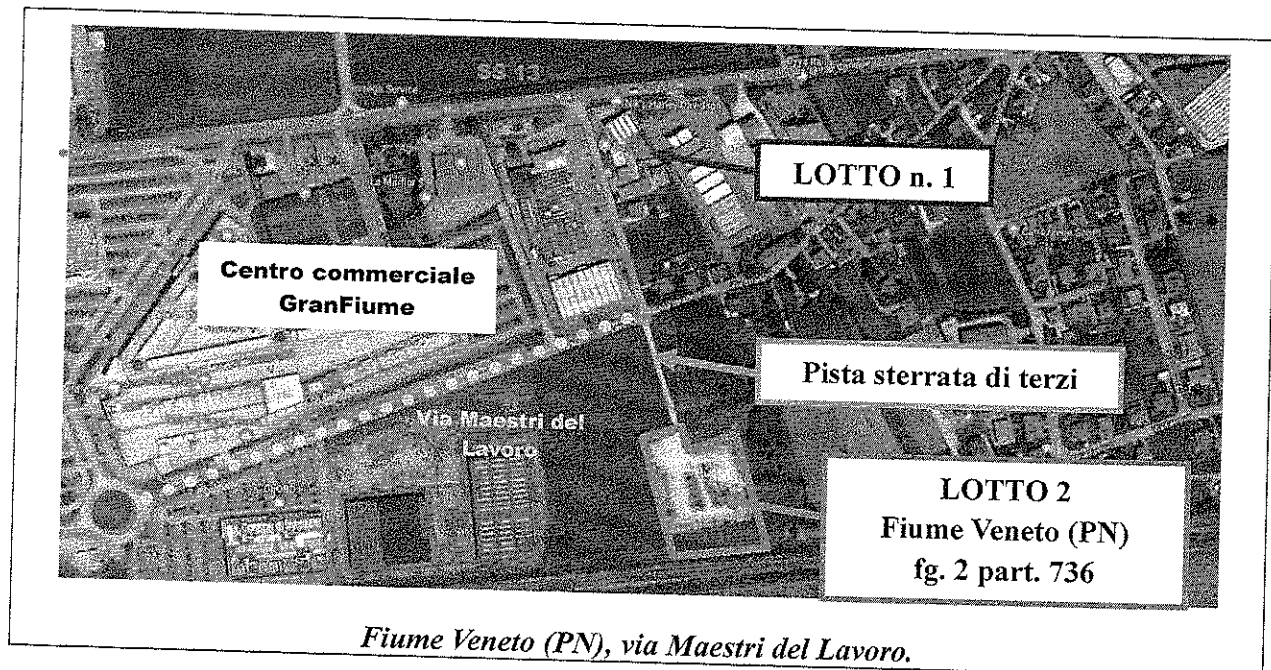 SS 13
LOTTO n. 1
Centro commerciale
GranFiume
Pista sterrata di terzi
Via Maestri del
Lavoro
LOTTO 2
Fiume Veneto (PN)
fg. 2 part. 736
Fiume Veneto (PN), via Maestri del Lavoro.